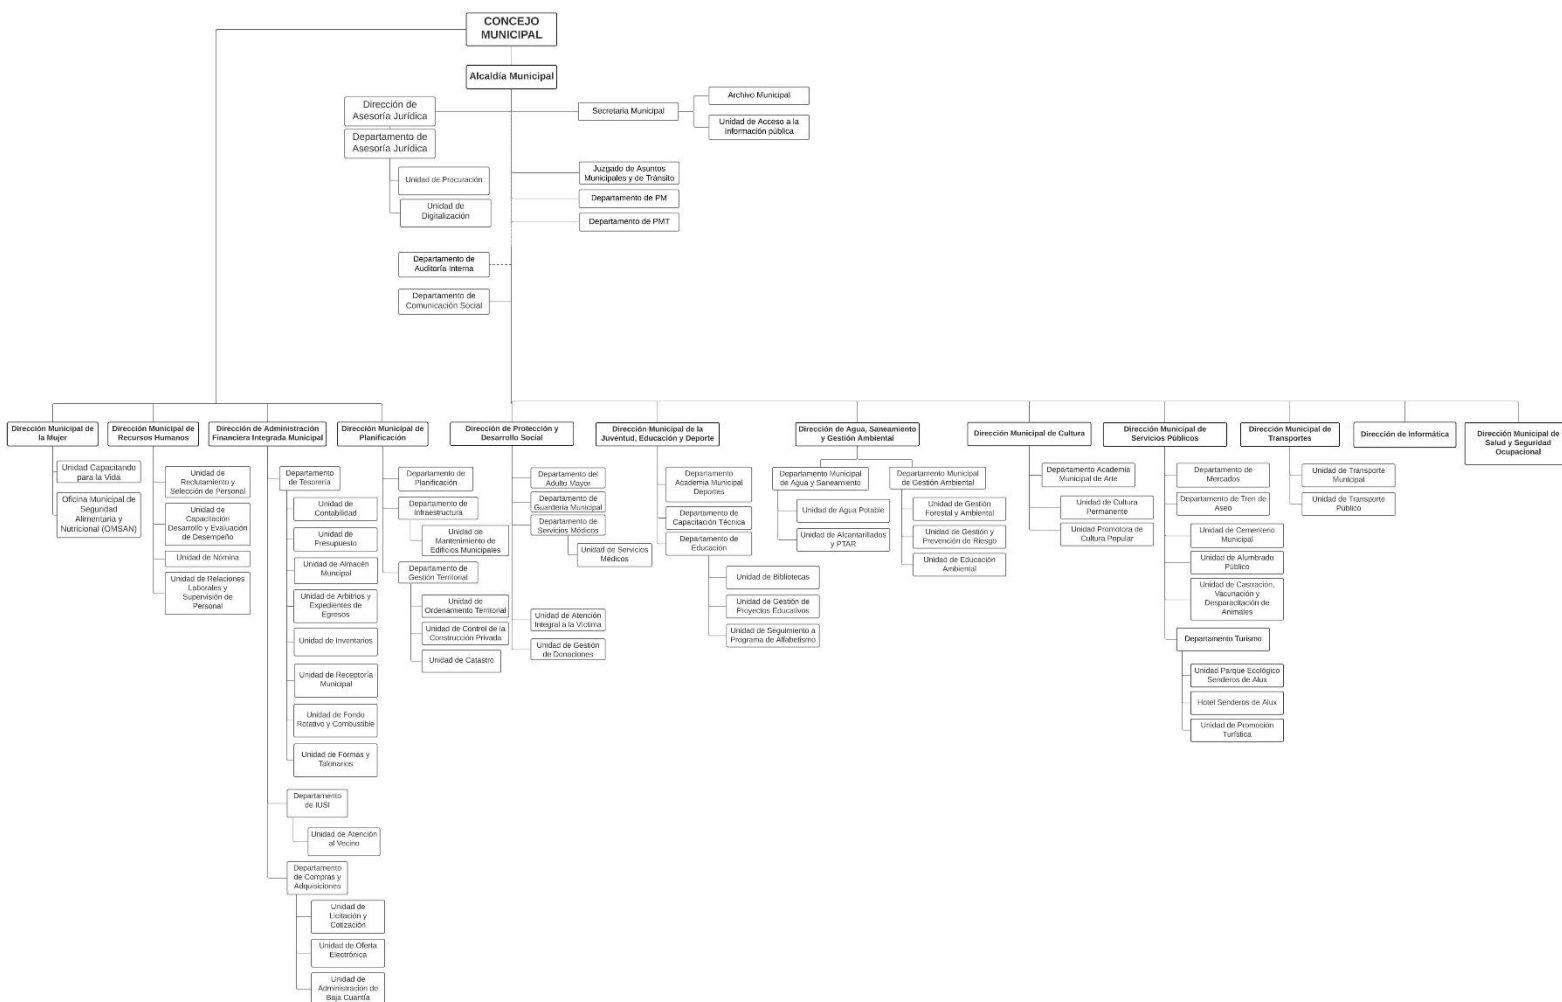 CONCEJO
MUNICIPAL
Alcaldía Municipal
Dirección de
Asesoría Jurídica
Departamento de
Asesoría Jurídica
Unidad de Procuración
Unidad de
Digitalización
Secretaria Municipal
Archivo Municipal
Unidad de Acceso a la
Información pública
Juzgado de Asuntos
Municipales y de Tránsito
Departamento de PM
Departamento de PMT
Departamento de
Auditoría Interna
Departamento de
Comunicación Social
Dirección Municipal de
la Mujer
Unidad Capacitando
para la Vida
Oficina Municipal de
Seguridad
Alimentaria y
Nutricional (OMSAN)
Dirección Municipal de
Recursos Humanos
Unidad de
Reclutamiento y
Selección de Personal
Unidad de
Capacitación
Desarrollo y Evaluación
de Desempeño
Unidad de Nómina
Unidad de Relaciones
Laborales y
Supervisión de
Personal
Dirección de Administración
Financiera Integrada Municipal
Departamento
de Tesorería
Unidad de
Contabilidad
Unidad de
Presupuesto
Unidad de Almacén
Muncipal
Unidad de Arbitrios y
Expedientes de
Egresos
Unidad de Inventarios
Unidad de Receptoría
Municipal
Unidad de Fondo
Rotativo y Combustible
Unidad de Formas y
Talonarios
Departamento
de IUSI
Unidad de Atención
al Vecino
Departamento
de Compras y
Adquisiciones
Unidad de
Licitación y
Cotización
Unidad de Oferta
Electrónica
Unidad de
Administración de
Baja Cuantía
Dirección Municipal de
Planificación
Departamento de
Planificación
Departamento de
Infraestructura
Unidad de
Mantenimiento de
Edificios Municipales
Departamento de
Gestión Territorial
Unidad de
Ordenamiento Territorial
Unidad de Control de la
Construcción Privada
Unidad de Catastro
Dirección de Protección y
Desarrollo Social
Departamento del
Adulto Mayor
Departamento de
Guardería Municipal
Departamento de
Servicios Médicos
Unidad de Servicios
Médicos
Unidad de Atención
Integral a la Víctima
Unidad de Gestión
de Donaciones
Dirección Municipal de la
Juventud, Educación y Deporte
Departamento
Academia Municipal
Deportes
Departamento de
Capacitación Técnica
Departamento de
Educación
Unidad de Bibliotecas
Unidad de Gestión de
Proyectos Educativos
Unidad de Seguimiento a
Programa de Alfabetismo
Dirección de Agua, Saneamiento
y Gestión Ambiental
Departamento Municipal
de Agua y Saneamiento
Unidad de Agua Potable
Unidad de Alcantarillados
y PTAR
Departamento Municipal
de Gestión Ambiental
Unidad de Gestión
Forestal y Ambiental
Unidad de Gestión y
Prevención de Riesgo
Unidad de Educación
Ambiental
Dirección Municipal de Cultura
Departamento Academia
Municipal de Arte
Unidad de Cultura
Permanente
Unidad Promotora de
Cultura Popular
Dirección Municipal de
Servicios Públicos
Departamento de
Mercados
Departamento de Tren de
Aseo
Unidad de Cementerio
Municipal
Unidad de Alumbrado
Público
Unidad de Castración,
Vacunación y
Desparacitación de
Animales
Departamento Turismo
Unidad Parque Ecológico
Senderos de Alux
Hotel Senderos de Alux
Unidad de Promoción
Turística
Dirección Municipal de
Transportes
Unidad de Transporte
Municipal
Unidad de Transporte
Público
Dirección de Informática
Dirección Municipal de
Salud y Seguridad
Ocupacional